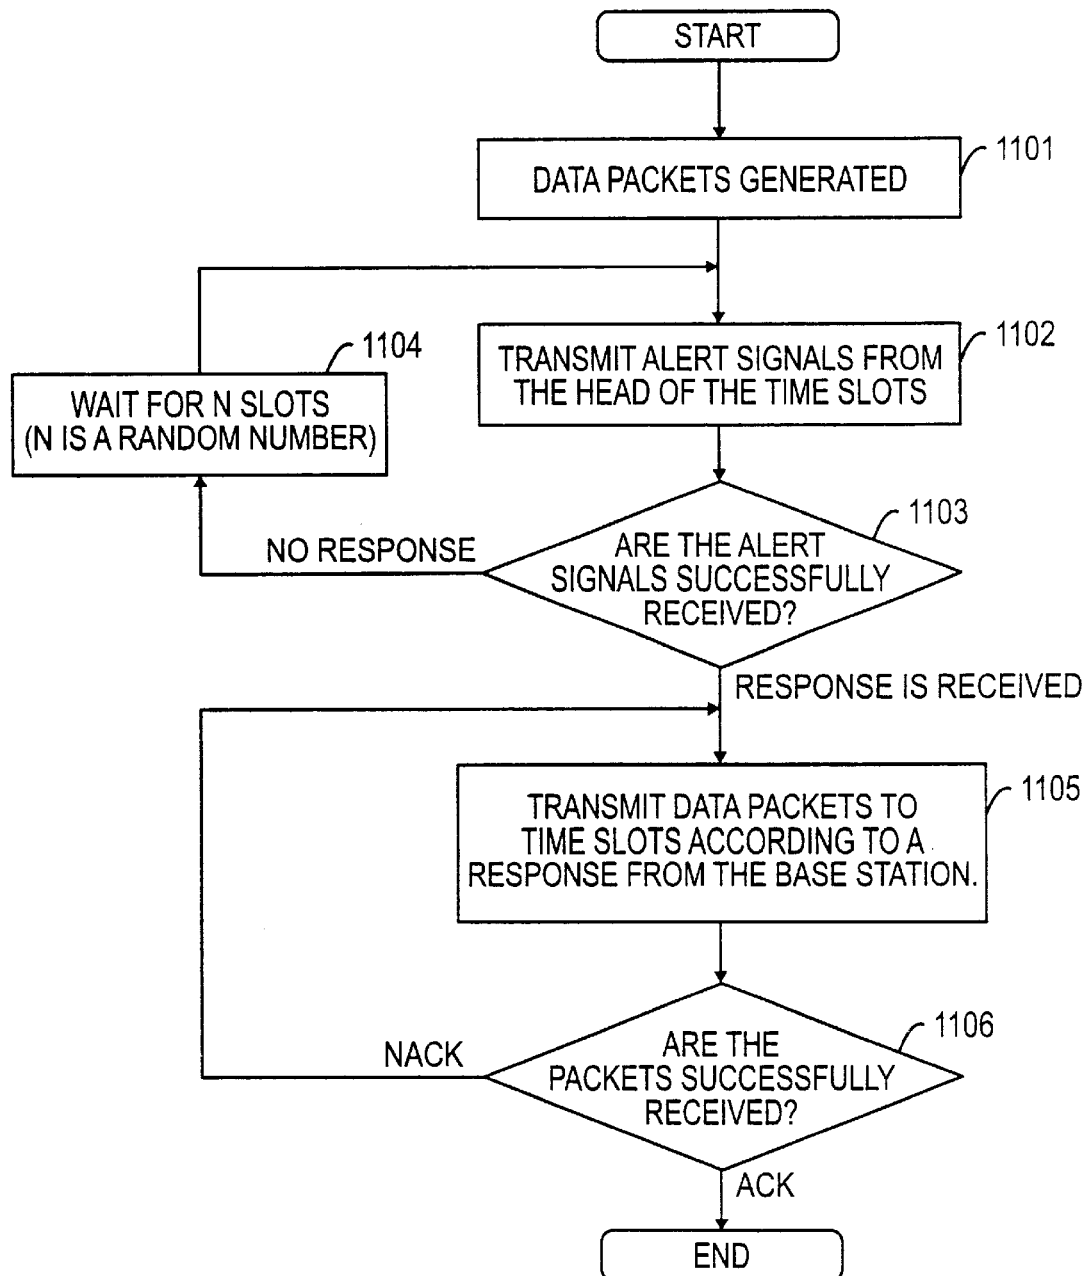 START
1101
DATA PACKETS GENERATED
1102
TRANSMIT ALERT SIGNALS FROM
THE HEAD OF THE TIME SLOTS
1104
WAIT FOR N SLOTS
(N IS A RANDOM NUMBER)
1103
ARE THE ALERT
SIGNALS SUCCESSFULLY
RECEIVED?
NO RESPONSE
RESPONSE IS RECEIVED
1105
TRANSMIT DATA PACKETS TO
TIME SLOTS ACCORDING TO A
RESPONSE FROM THE BASE STATION.
1106
ARE THE
PACKETS SUCCESSFULLY
RECEIVED?
NACK
ACK
END